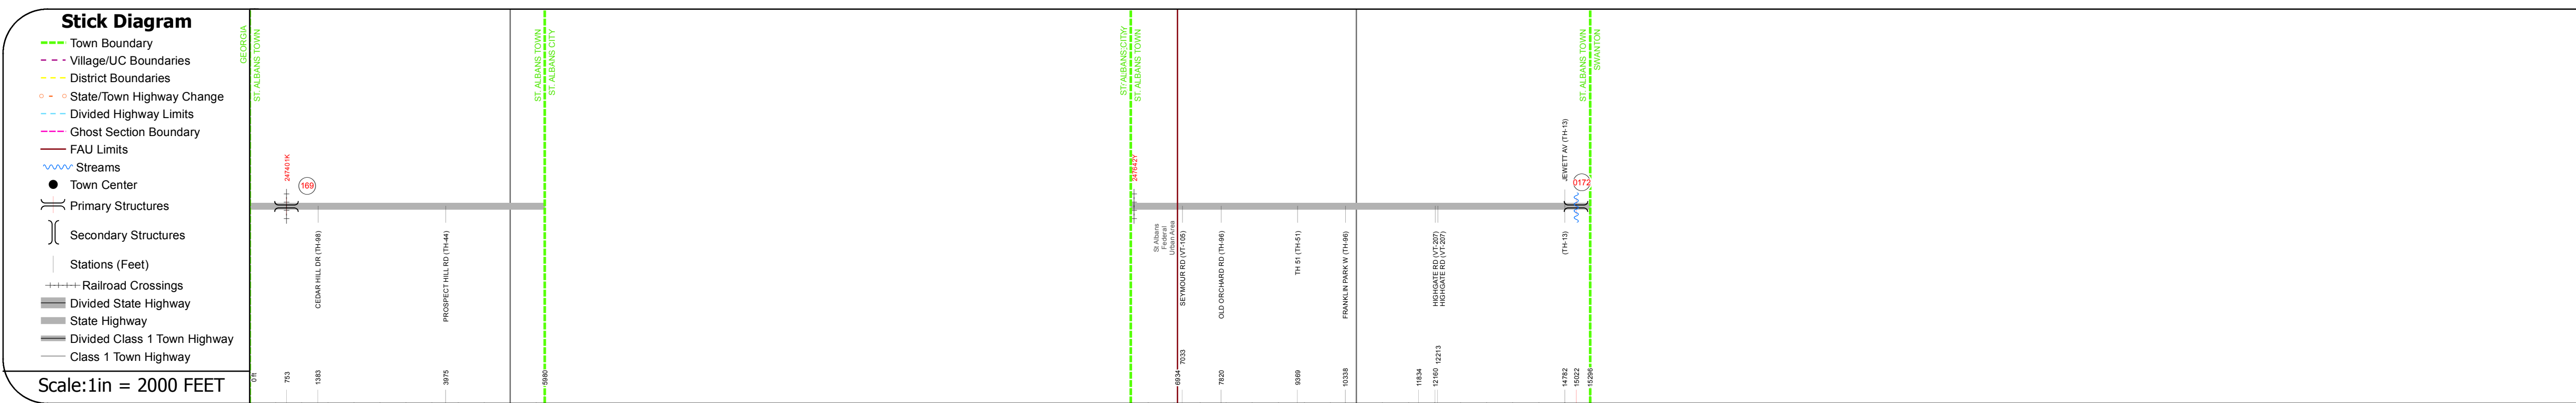 Stick Diagram
Town Boundary
Village/UC Boundaries
District Boundaries
State/Town Highway Change
Divided Highway Limits
Ghost Section Boundary
FAU Limits
Streams
Town Center
Primary Structures
Secondary Structures
Stations (Feet)
Railroad Crossings
Divided State Highway
State Highway
Divided Class 1 Town Highway
Class 1 Town Highway
Scale:1in = 2000 FEET
GEORGIA
ST. ALBANS TOWN
ST. ALBANS TOWN
ST. ALBANS CITY
ST. ALBANS TOWN
ST. ALBANS TOWN
SWANTON
247401K
169
247642Y
JEWETT AV (TH-13)
0172
CEDAR HILL DR (TH-98)
PROSPECT HILL RD (TH-44)
St Albans
Federal
Urban Area
SEYMOUR RD (VT-105)
OLD ORCHARD RD (TH-96)
TH 51 (TH-51)
FRANKLIN PARK W (TH-96)
HIGHGATE RD (VT-207)
HIGHGATE RD (VT-207)
(TH-13)
0 ft
753
1383
3975
5980
6934
7033
7820
9369
10338
11834
12160
12213
14782
15022
15296